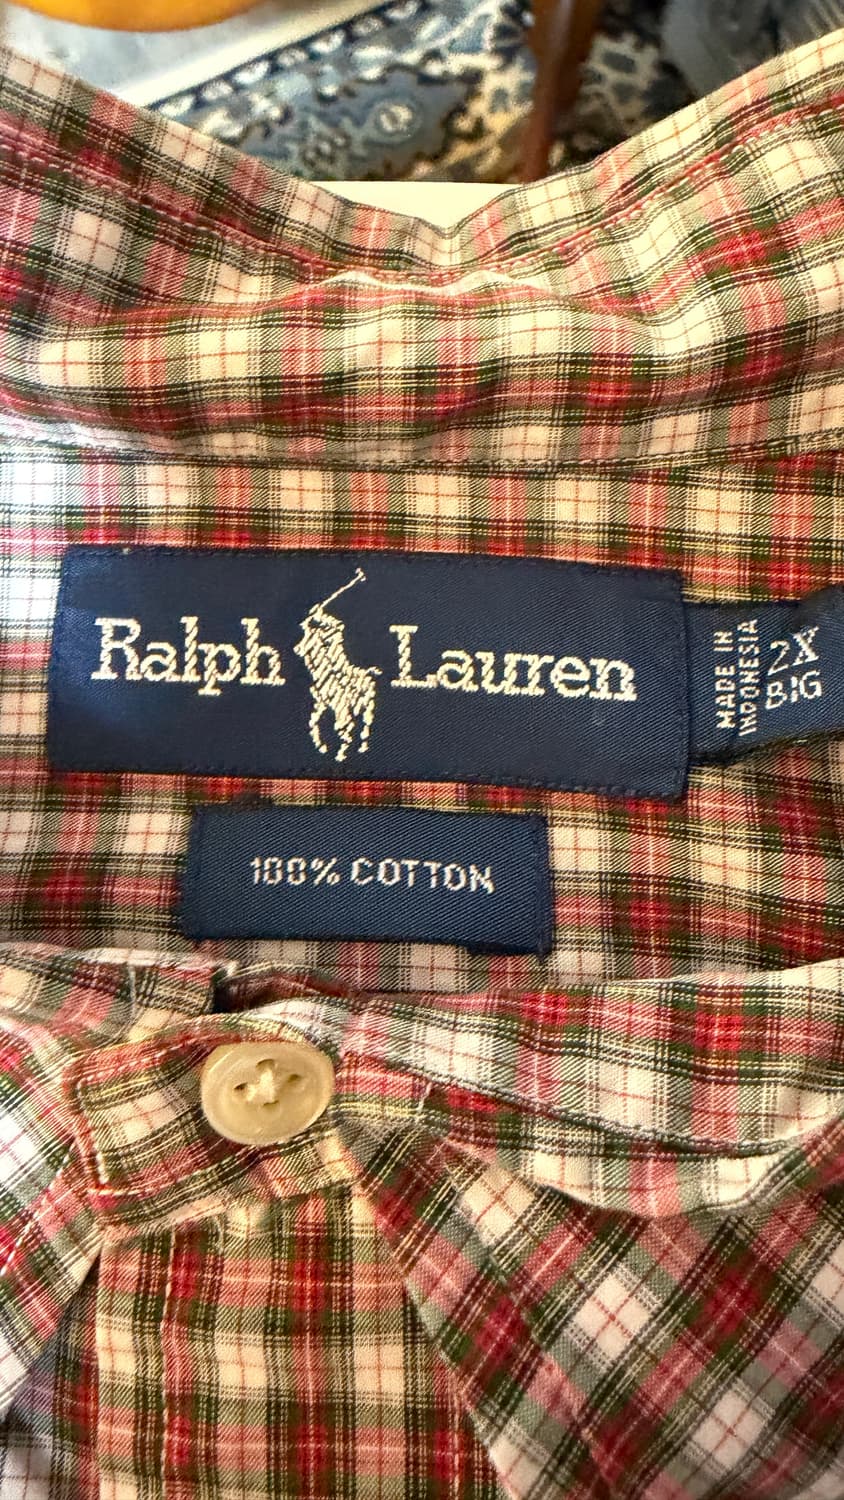 Ralph Lauren
MADE IN
INDONESIA
2X
BIG
100% COTTON